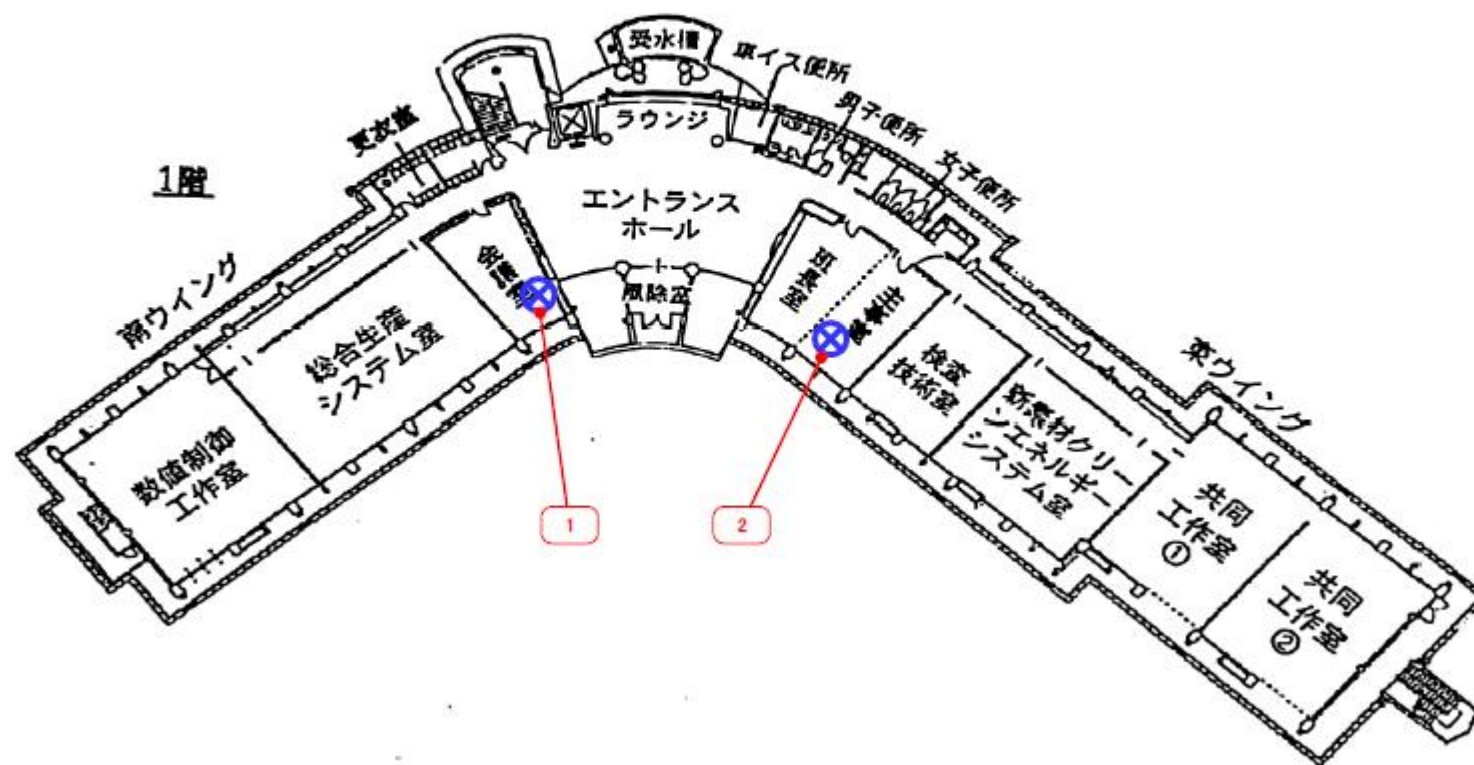 受水槽
車イス便所
男子便所
女子便所
ラウンジ
更衣室
1階
エントランス
ホール
南ウイング
風除室
班長室
総合生産
システム室
検査
技術室
東ウイング
新素材クリー
ンエネルギー
システム室
数値制御
工作室
共同
工作室
①
共同
工作室
②
1
2